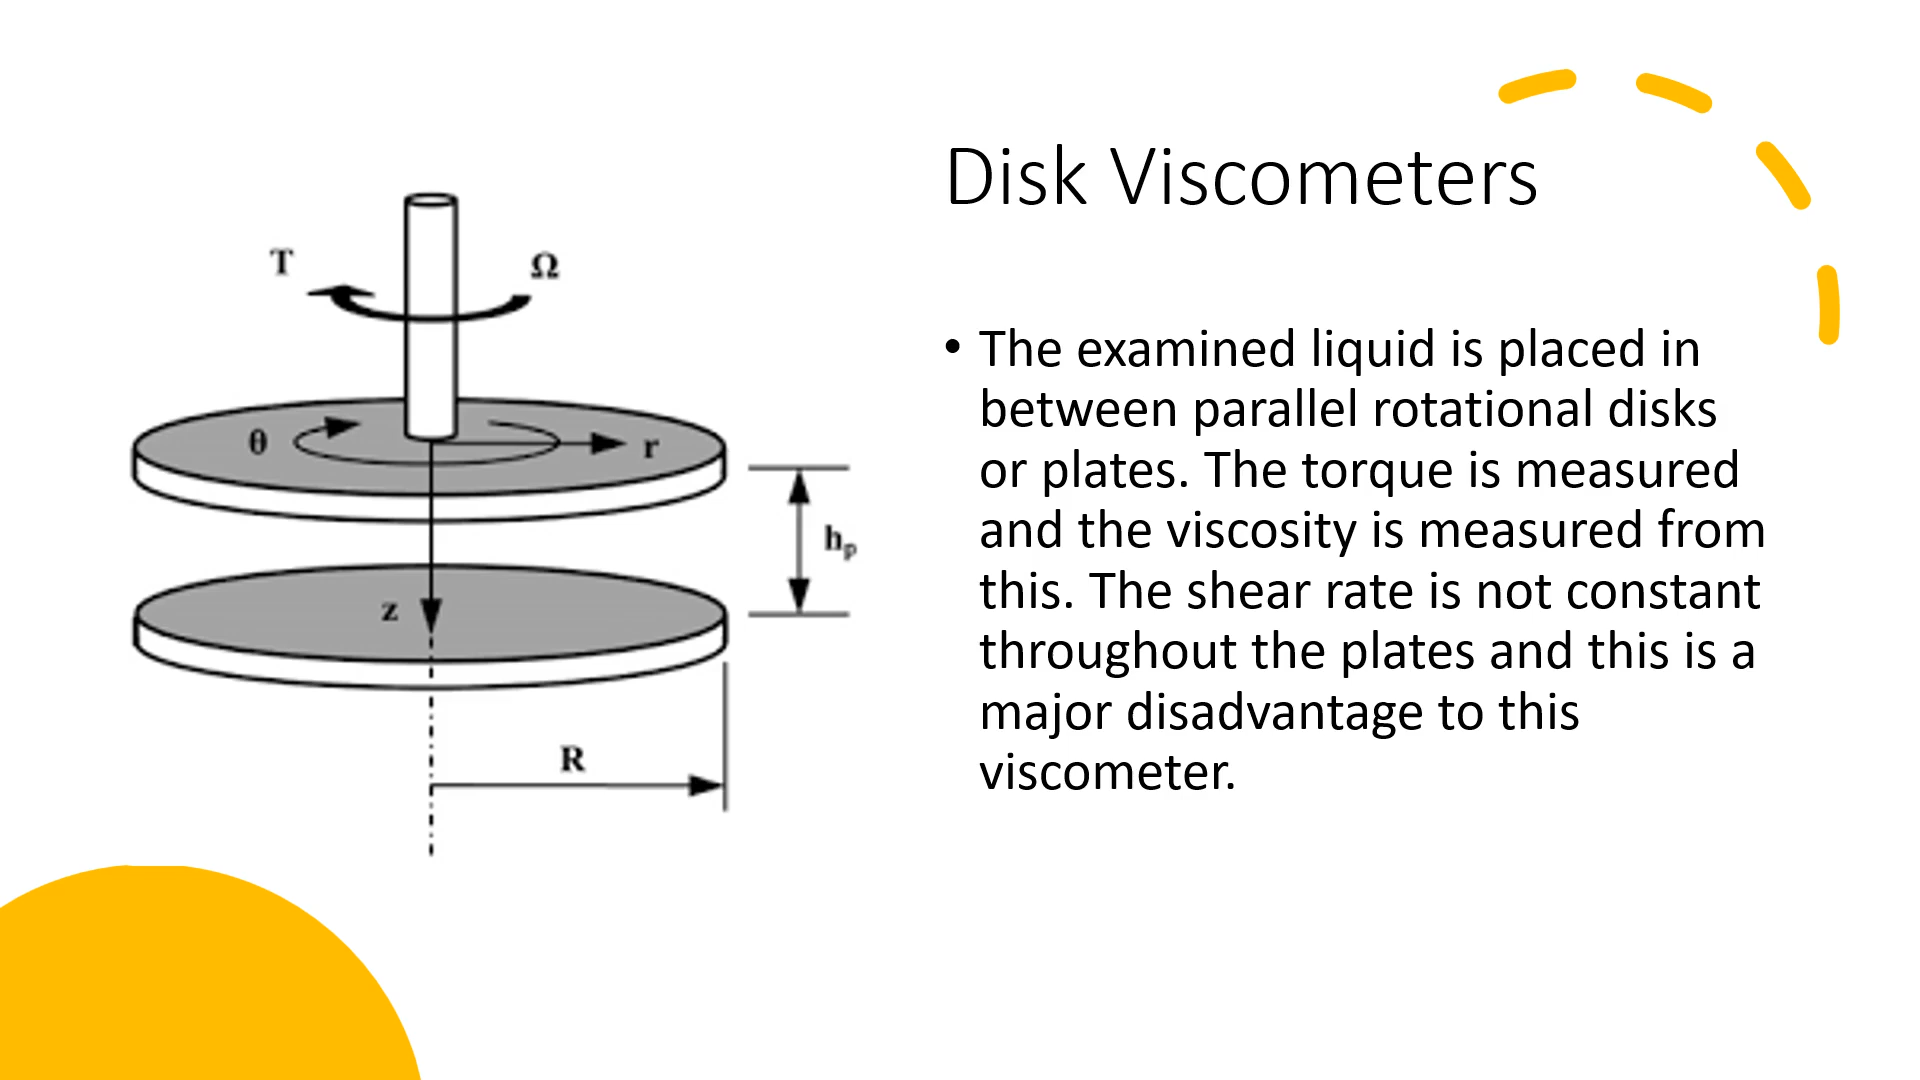 Disk Viscometers
T
Ω
θ
r
hp
z
R
• The examined liquid is placed in
between parallel rotational disks
or plates. The torque is measured
and the viscosity is measured from
this. The shear rate is not constant
throughout the plates and this is a
major disadvantage to this
viscometer.